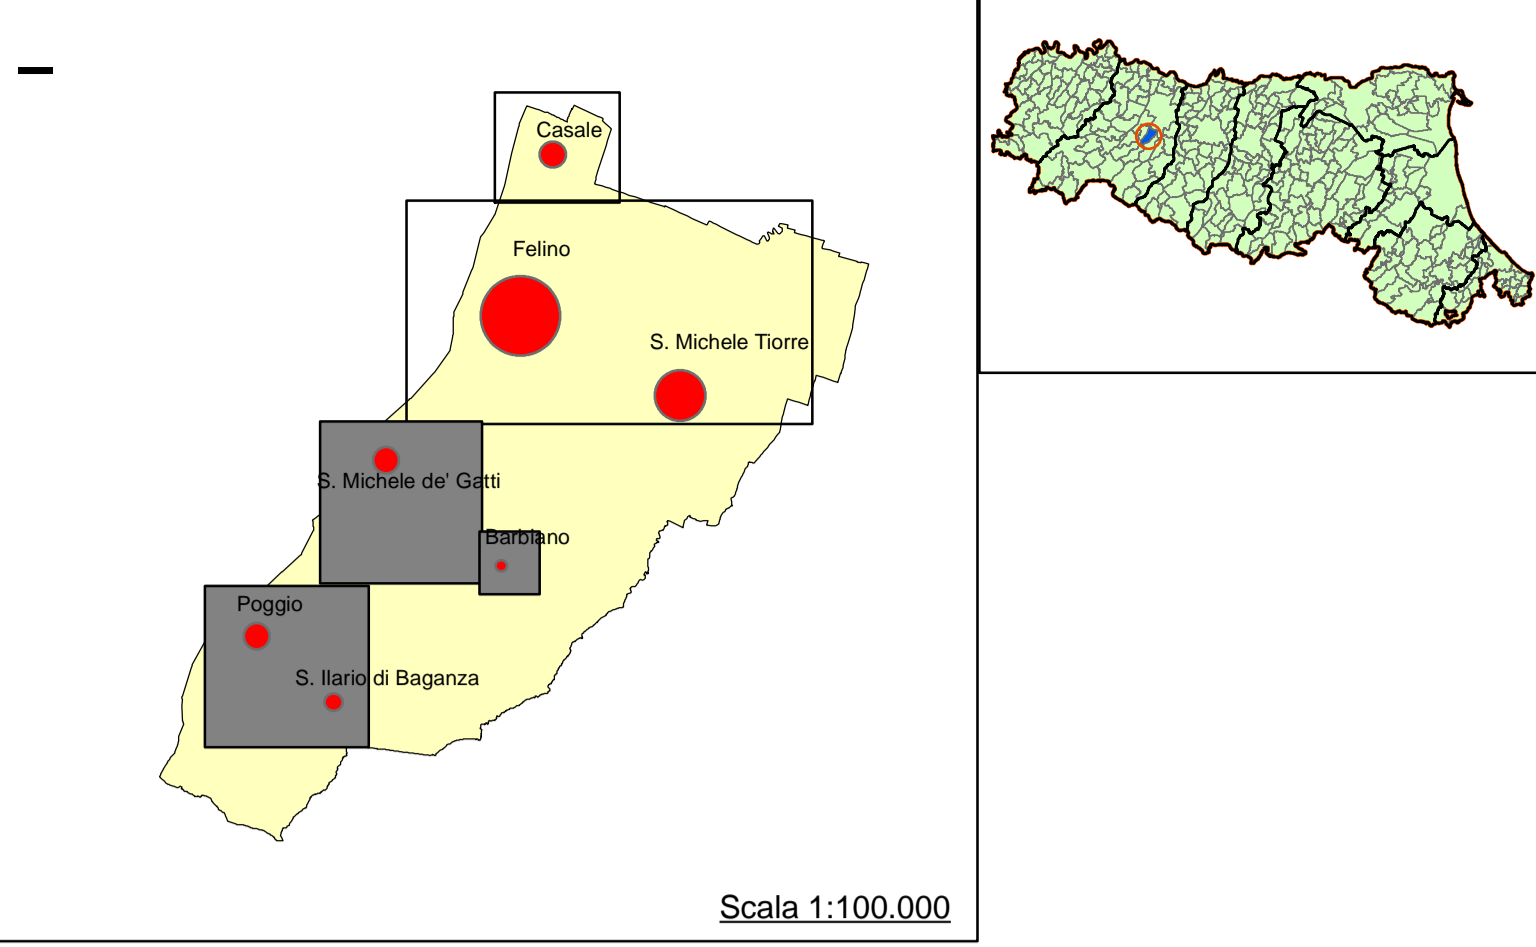 Casale
Felino
S. Michele Tiorre
S. Michele de' Gatti
Barbiano
Poggio
S. Ilario di Baganza
Scala 1:100.000